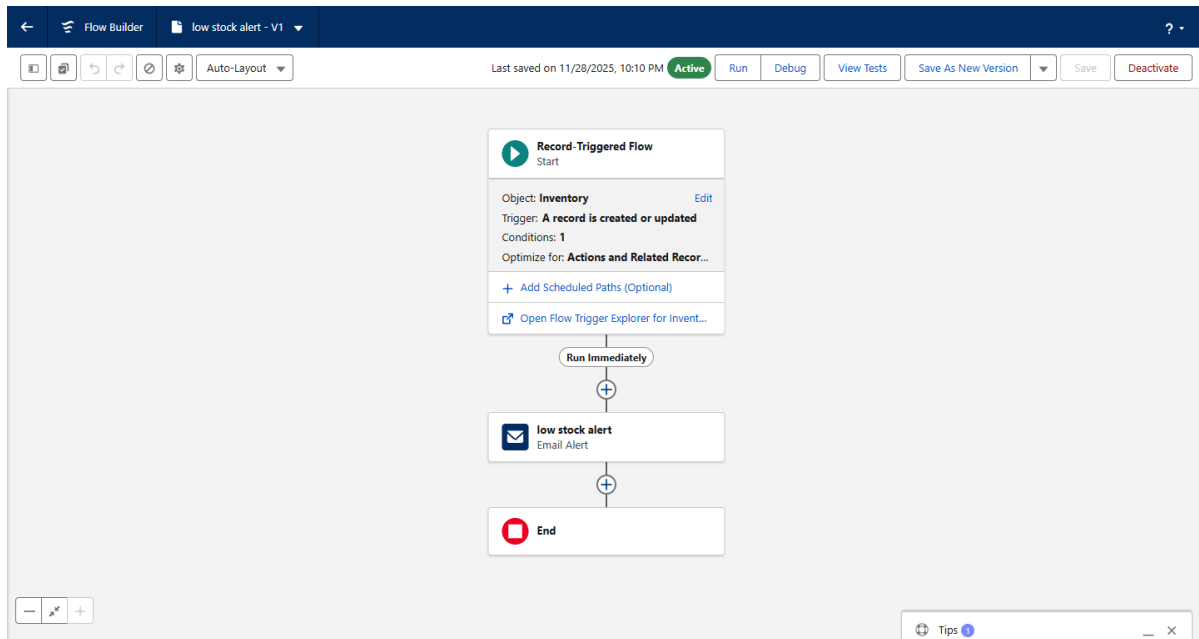 Flow Builder
low stock alert - V1
? 
Auto-Layout
Last saved on 11/28/2025, 10:10 PM
Active
Run
Debug
View Tests
Save As New Version
Save
Deactivate
Record-Triggered Flow
Start
Object: Inventory
Edit
Trigger: A record is created or updated
Conditions: 1
Optimize for: Actions and Related Recor...
+ Add Scheduled Paths (Optional)
Open Flow Trigger Explorer for Invent...
Run Immediately
low stock alert
Email Alert
End
Tips 1